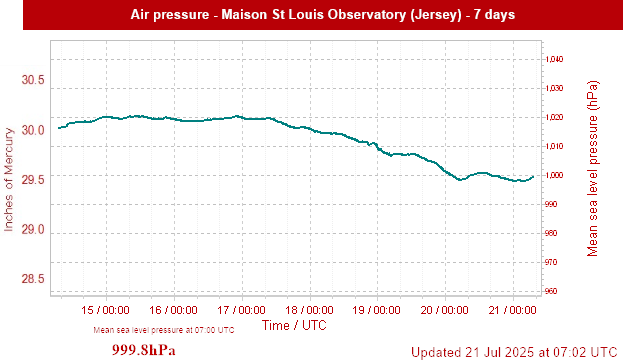 Air pressure - Maison St Louis Observatory (Jersey) - 7 days
30.5
30.0
29.5
29.0
28.5
Inches of Mercury
1,040
1,030
1,020
1,010
1,000
990
980
970
960
Mean sea level pressure (hPa)
15 / 00:00 16 / 00:00 17 / 00:00 18 / 00:00 19 / 00:00 20 / 00:00 21 / 00:00
Time / UTC
Mean sea level pressure at 07:00 UTC
999.8hPa
Updated 21 Jul 2025 at 07:02 UTC